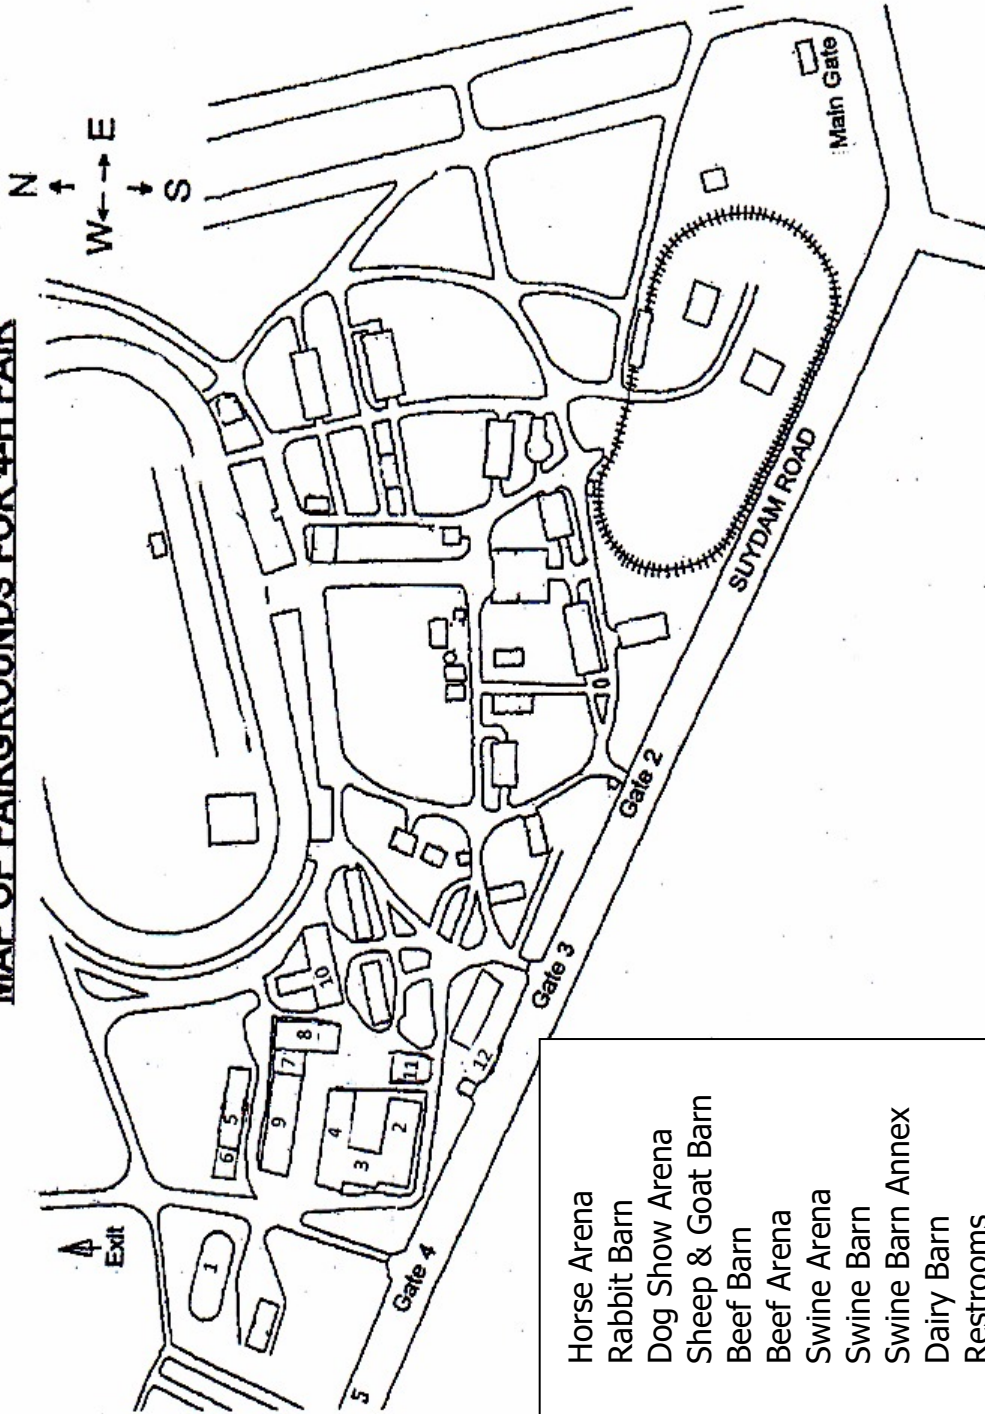 MAP OF FAIRGROUNDS FOR 4-H FAIR
N
W E
S
Exit
Main Gate
1
6
5
9
7
8
10
4
3
2
11
12
SUYDAM ROAD
Gate 2
Gate 3
Gate 4
5
Horse Arena
Rabbit Barn
Dog Show Arena
Sheep & Goat Barn
Beef Barn
Beef Arena
Swine Arena
Swine Barn
Swine Barn Annex
Dairy Barn
Restrooms